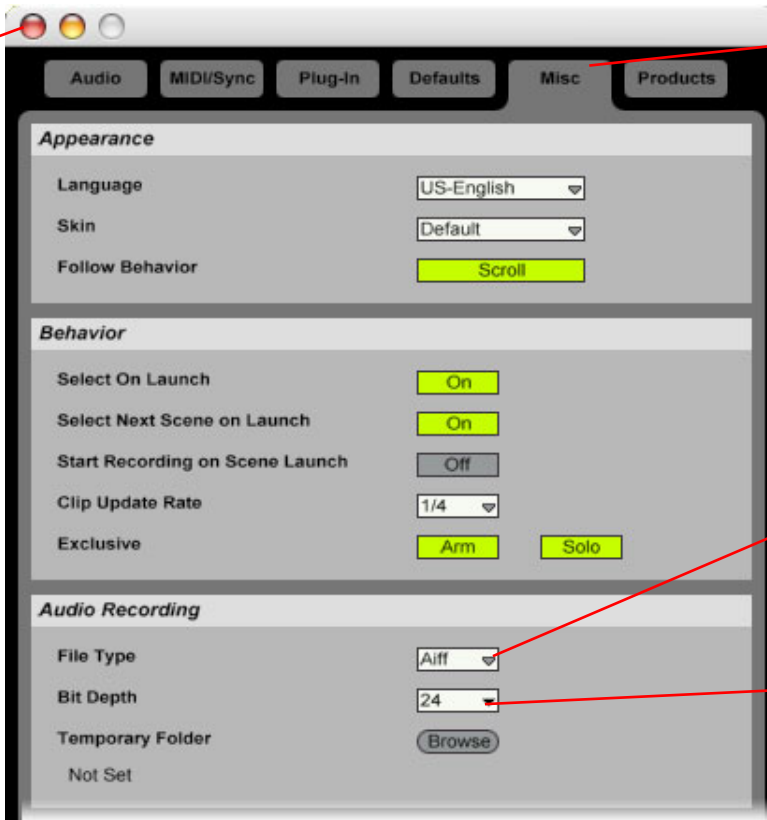 Audio MIDI/Sync Plug-In Defaults Misc Products
Appearance
Language US-English
Skin Default
Follow Behavior Scroll
Behavior
Select On Launch On
Select Next Scene on Launch On
Start Recording on Scene Launch Off
Clip Update Rate 1/4
Exclusive Arm Solo
Audio Recording
File Type Aiff
Bit Depth 24
Temporary Folder Browse
Not Set